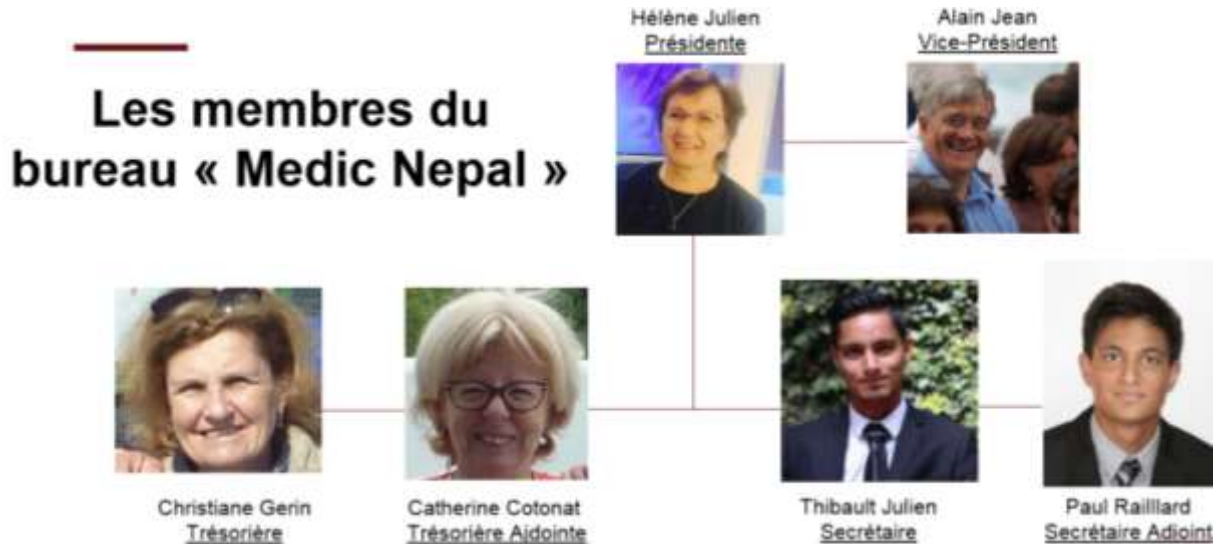 Hélène Julien
Présidente
Alain Jean
Vice-Président
Les membres du
bureau « Medic Nepal »
Christiane Gerin
Trésorière
Catherine Cotonat
Trésorière Ajdointe
Thibault Julien
Secrétaire
Paul Railllard
Secrétaire Adjoint